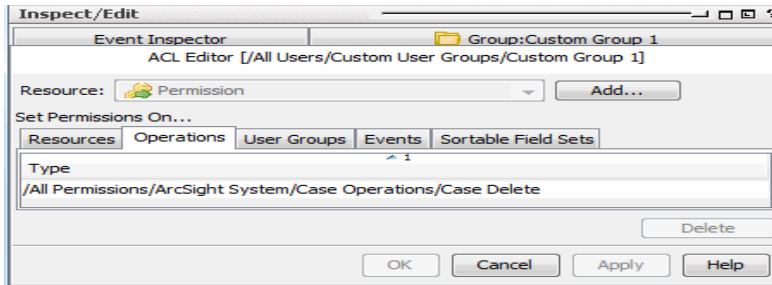 Inspect/Edit
Event Inspector Group:Custom Group 1
ACL Editor [/All Users/Custom User Groups/Custom Group 1]
Resource: Permission Add...
Set Permissions On...
Resources Operations User Groups Events Sortable Field Sets
1
Type
/All Permissions/ArcSight System/Case Operations/Case Delete
Delete
OK Cancel Apply Help